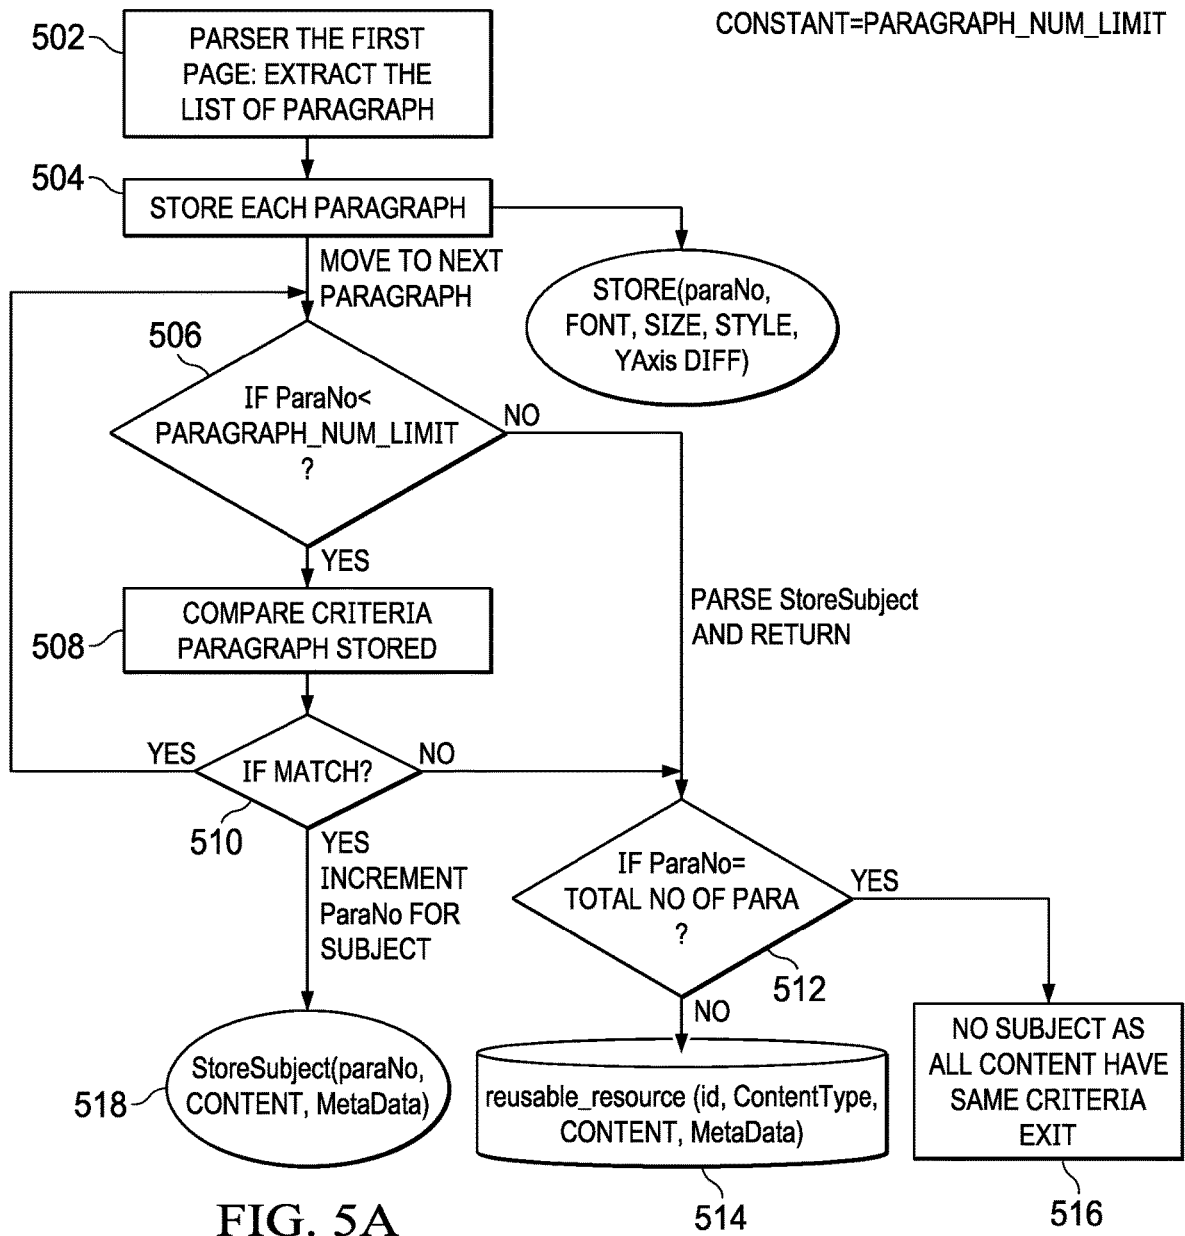 CONSTANT=PARAGRAPH_NUM_LIMIT
502
PARSER THE FIRST
PAGE: EXTRACT THE
LIST OF PARAGRAPH
504
STORE EACH PARAGRAPH
MOVE TO NEXT
PARAGRAPH
STORE(paraNo,
FONT, SIZE, STYLE,
YAxis DIFF)
506
IF ParaNo<
PARAGRAPH_NUM_LIMIT
?
NO
YES
PARSE StoreSubject
AND RETURN
508
COMPARE CRITERIA
PARAGRAPH STORED
YES
IF MATCH?
NO
510
YES
INCREMENT
ParaNo FOR
SUBJECT
IF ParaNo=
TOTAL NO OF PARA
?
YES
512
NO
518
StoreSubject(paraNo,
CONTENT, MetaData)
reusable_resource (id, ContentType,
CONTENT, MetaData)
514
NO SUBJECT AS
ALL CONTENT HAVE
SAME CRITERIA
EXIT
516
FIG. 5A